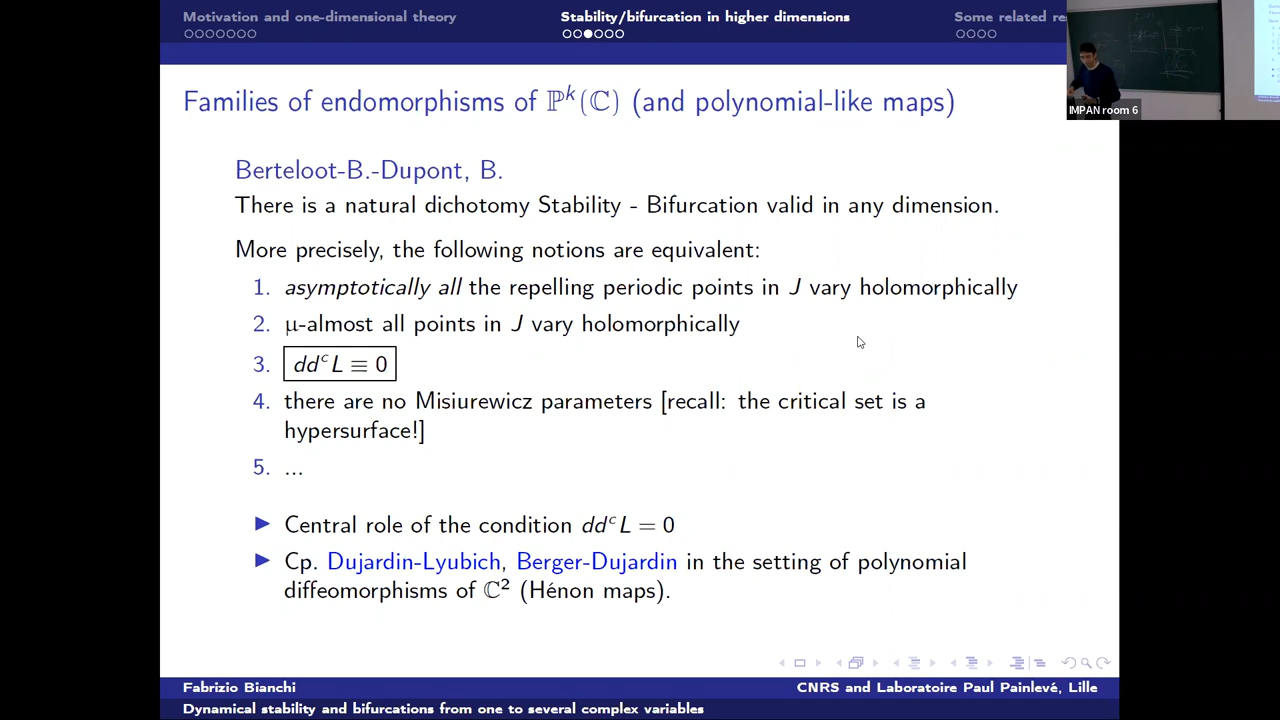 Motivation and one-dimensional theory
Stability/bifurcation in higher dimensions
Some related re
IMPAN room 6
Families of endomorphisms of ℙᵏ(ℂ) (and polynomial-like maps)
Berteloot-B.-Dupont, B.
There is a natural dichotomy Stability - Bifurcation valid in any dimension.
More precisely, the following notions are equivalent:
1. asymptotically all the repelling periodic points in J vary holomorphically
2. μ-almost all points in J vary holomorphically
3. ddᶜL ≡ 0
4. there are no Misiurewicz parameters [recall: the critical set is a
hypersurface!]
5. ...
▶ Central role of the condition ddᶜL = 0
▶ Cp. Dujardin-Lyubich, Berger-Dujardin in the setting of polynomial
diffeomorphisms of ℂ² (Hénon maps).
Fabrizio Bianchi
CNRS and Laboratoire Paul Painlevé, Lille
Dynamical stability and bifurcations from one to several complex variables